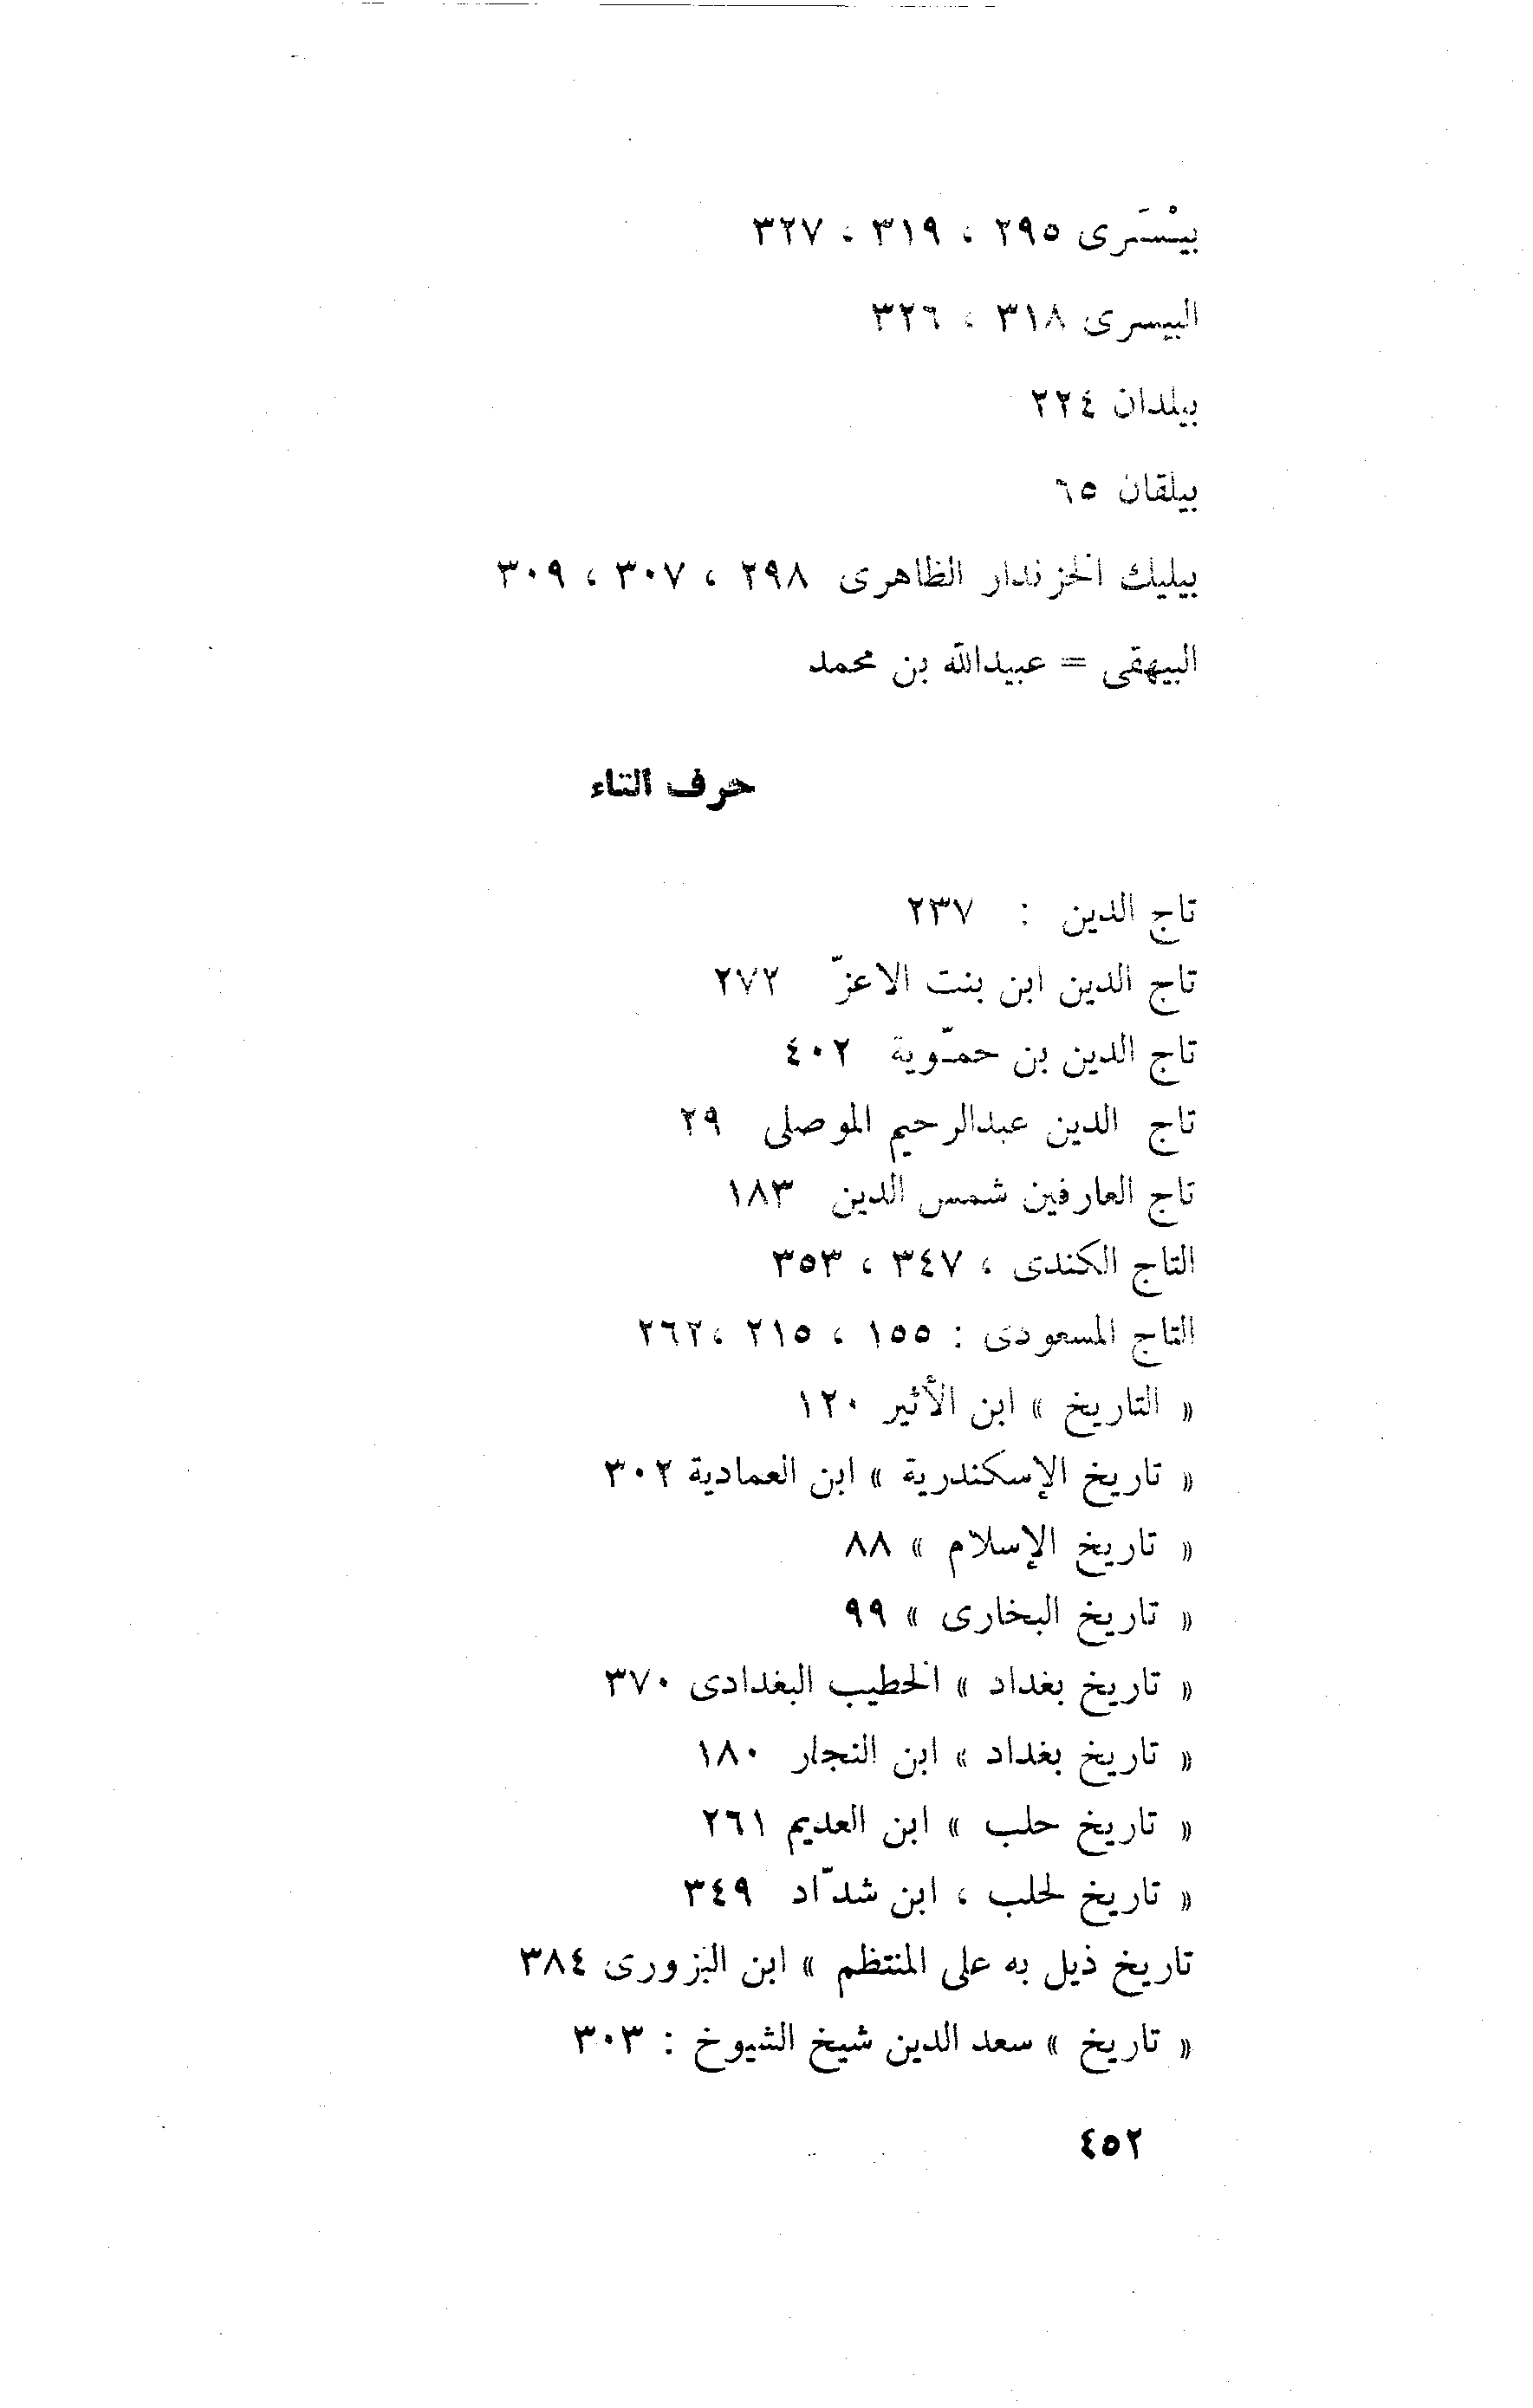 بيْسَرى ٢٩٥ ، ٣١٩ ، ٣٢٧
البيسرى ٣١٨ ، ٣٢٦
بيلدان ٢٢٤
بيلقان ٦٥
بيليك الخزندار الظاهرى ٢٩٨ ، ٣٠٧ ، ٣٠٩
البيهقى = عبيدالله بن محمد
حرف التاء
تاج الدين : ٢٣٧
تاج الدين ابن بنت الاعزّ ٢٧٢
تاج الدين بن حمّوية ٤٠٢
تاج الدين عبدالرحيم الموصلى ٢٩
تاج العارفين شمس الدين ١٨٣
التاج الكندى ، ٣٤٧ ، ٣٥٣
التاج المسعودى : ١٥٥ ، ٢١٥ ،٢٦٢
« التاريخ » ابن الأثير ١٢٠
« تاريخ الإسكندرية » ابن العمادية ٣٠٢
« تاريخ الإسلام » ٨٨
« تاريخ البخارى » ٩٩
« تاريخ بغداد » الخطيب البغدادى ٣٧٠
« تاريخ بغداد » ابن النجار ١٨٠
« تاريخ حلب » ابن العديم ٢٦١
« تاريخ لحلب ، ابن شدّاد ٣٤٩
تاريخ ذيل به على المنتظم » ابن البزورى ٣٨٤
« تاريخ » سعد الدين شيخ الشيوخ : ٣٠٣
٤٥٢